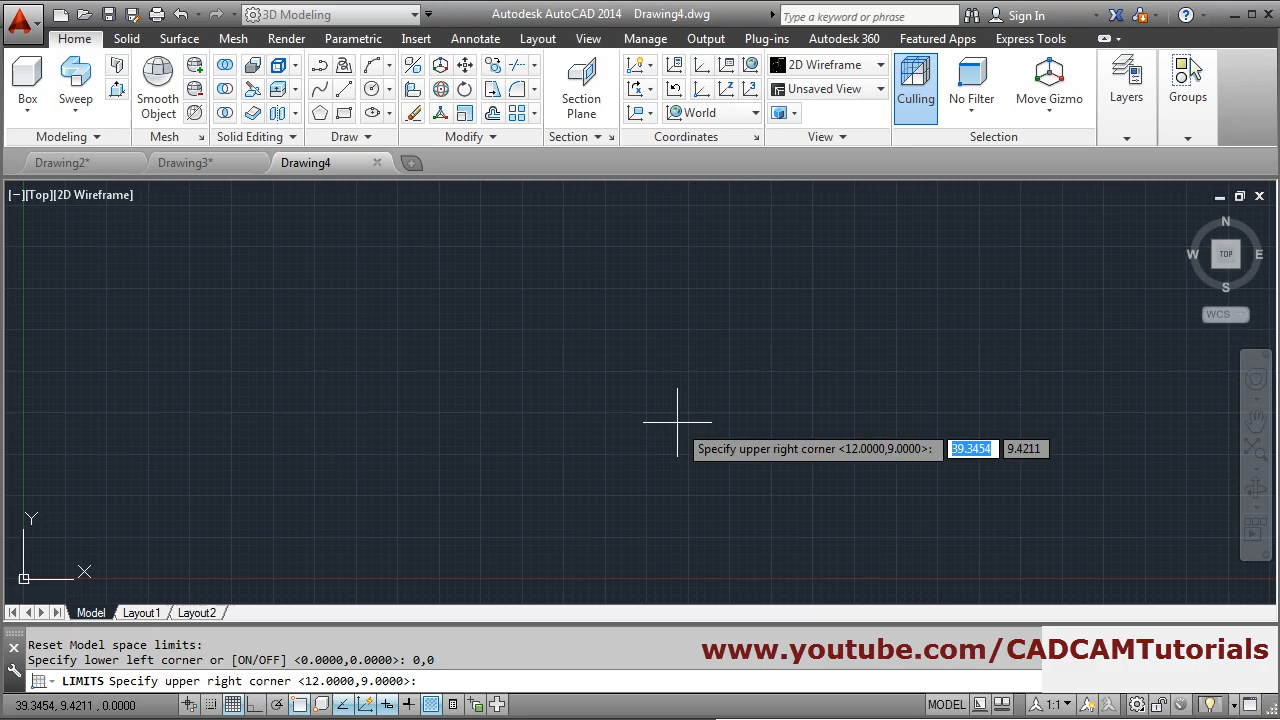 3D Modeling
Autodesk AutoCAD 2014 Drawing4.dwg
Type a keyword or phrase
Sign In
Home Solid Surface Mesh Render Parametric Insert Annotate Layout View Manage Output Plug-ins Autodesk 360 Featured Apps Express Tools
Box
Sweep
Smooth Object
Section Plane
World
2D Wireframe
Unsaved View
Culling
No Filter
Move Gizmo
Layers
Groups
Modeling Mesh Solid Editing Draw Modify Section Coordinates View Selection
Drawing2* Drawing3* Drawing4
[−][Top][2D Wireframe]
N
W TOP E
S
WCS
Specify upper right corner <12.0000,9.0000>: 39.3454 9.4211
Y
X
Model Layout1 Layout2
Reset Model space limits:
Specify lower left corner or [ON/OFF] <0.0000,0.0000>: 0,0
LIMITS Specify upper right corner <12.0000,9.0000>:
www.youtube.com/CADCAMTutorials
39.3454, 9.4211 , 0.0000
MODEL
1:1